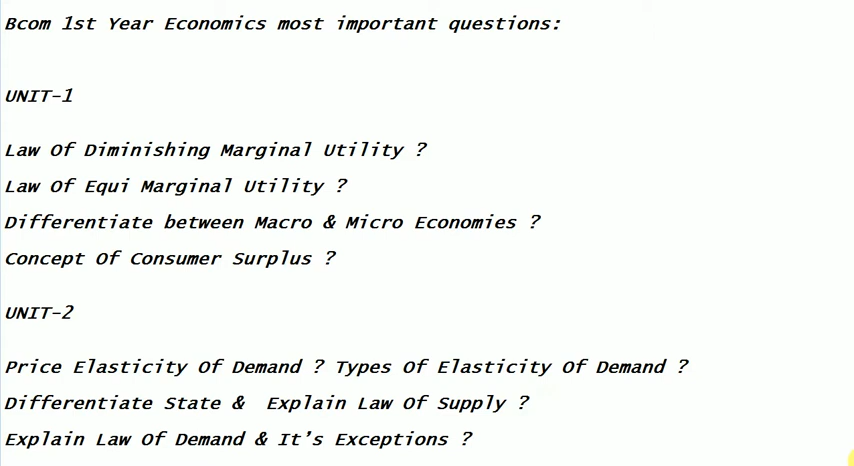 Bcom 1st Year Economics most important questions:
UNIT-1
Law Of Diminishing Marginal Utility ?
Law Of Equi Marginal Utility ?
Differentiate between Macro & Micro Economies ?
Concept Of Consumer Surplus ?
UNIT-2
Price Elasticity Of Demand ? Types Of Elasticity Of Demand ?
Differentiate State &  Explain Law Of Supply ?
Explain Law Of Demand & It’s Exceptions ?